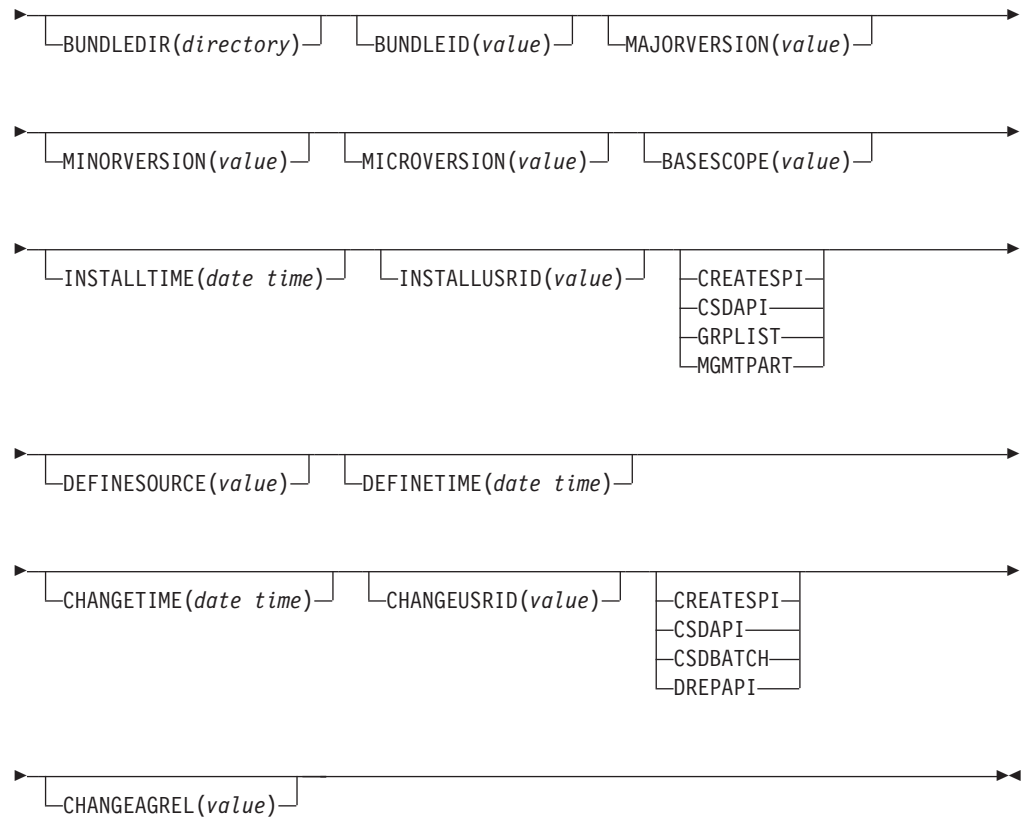 BUNDLEDIR(directory) BUNDLEID(value) MAJORVERSION(value)
MINORVERSION(value) MICROVERSION(value) BASESCOPE(value)
INSTALLTIME(date time) INSTALLUSRID(value) CREATESPI
CSDAPI
GRPLIST
MGMTPART
DEFINESOURCE(value) DEFINETIME(date time)
CHANGETIME(date time) CHANGEUSRID(value) CREATESPI
CSDAPI
CSDBATCH
DREPAPI
CHANGEAGREL(value)